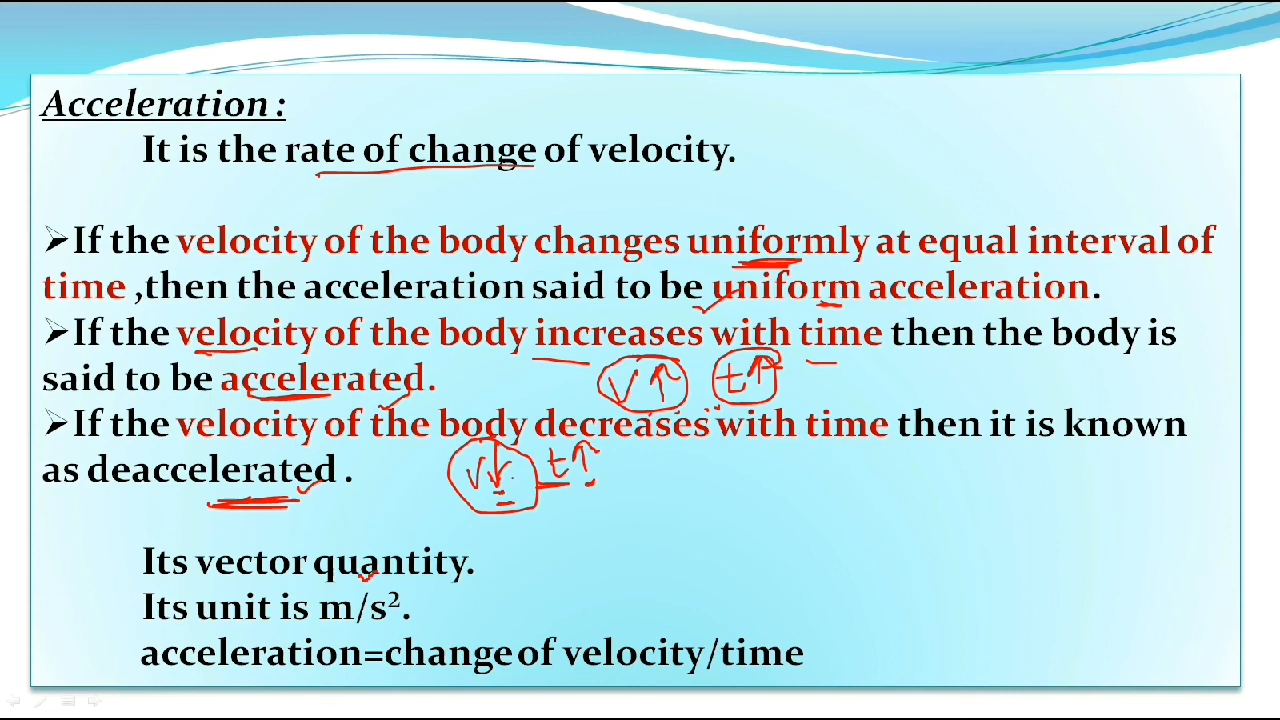 Acceleration :
It is the rate of change of velocity.
➢If the velocity of the body changes uniformly at equal interval of
time ,then the acceleration said to be uniform acceleration.
➢If the velocity of the body increases with time then the body is
said to be accelerated.
V↑ t↑
➢If the velocity of the body decreases with time then it is known
as deaccelerated .
V↓ t↑
Its vector quantity.
Its unit is m/s².
acceleration=change of velocity/time